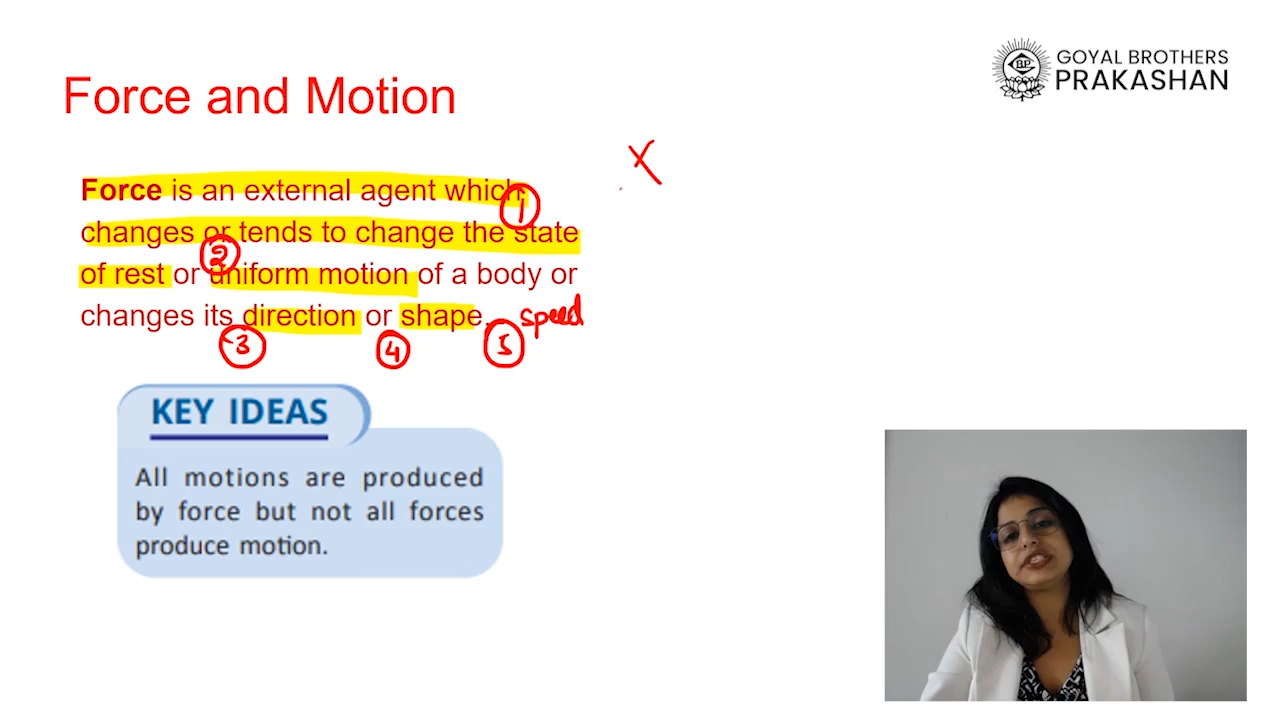 GOYAL BROTHERS
PRAKASHAN
Force and Motion
Force is an external agent which
1
changes or tends to change the state
2
of rest or uniform motion of a body or
changes its direction or shape. speed
3 4 5
KEY IDEAS
All motions are produced
by force but not all forces
produce motion.